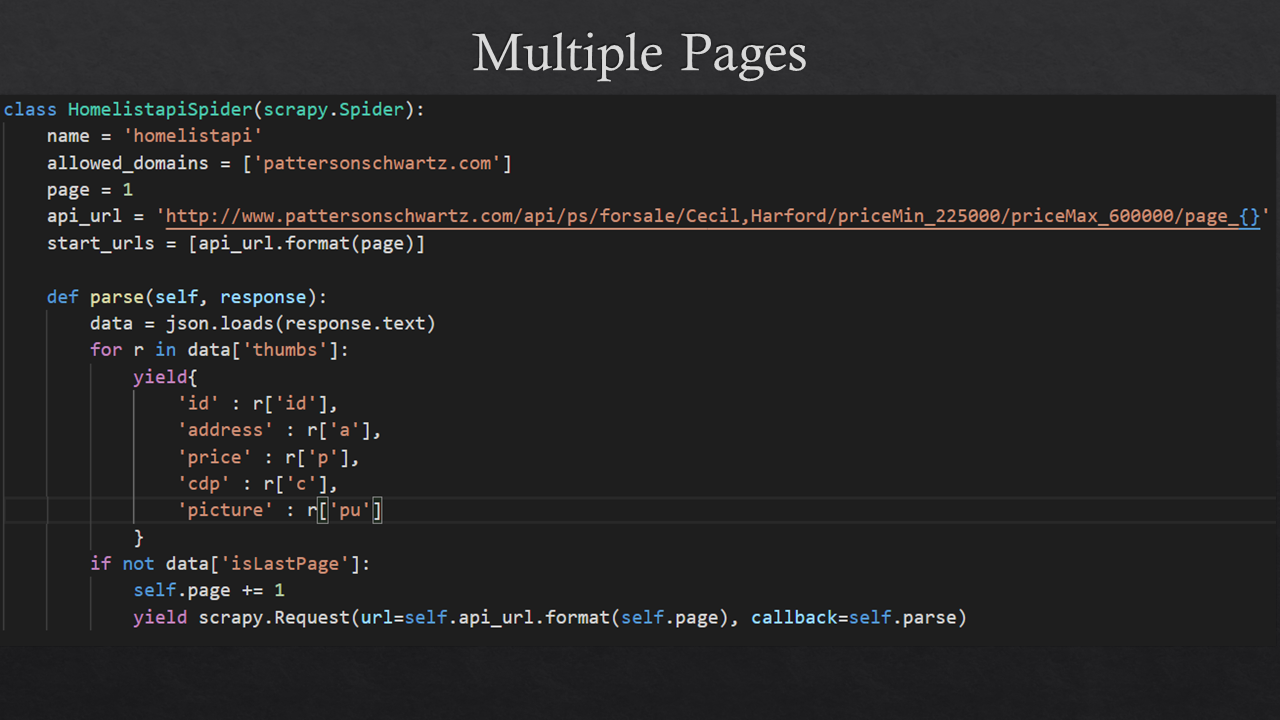 Multiple Pages
class HomelistapiSpider(scrapy.Spider):
    name = 'homelistapi'
    allowed_domains = ['pattersonschwartz.com']
    page = 1
    api_url = 'http://www.pattersonschwartz.com/api/ps/forsale/Cecil,Harford/priceMin_225000/priceMax_600000/page_{}'
    start_urls = [api_url.format(page)]
    def parse(self, response):
        data = json.loads(response.text)
        for r in data['thumbs']:
            yield{
                'id' : r['id'],
                'address' : r['a'],
                'price' : r['p'],
                'cdp' : r['c'],
                'picture' : r['pu']
            }
        if not data['isLastPage']:
            self.page += 1
            yield scrapy.Request(url=self.api_url.format(self.page), callback=self.parse)